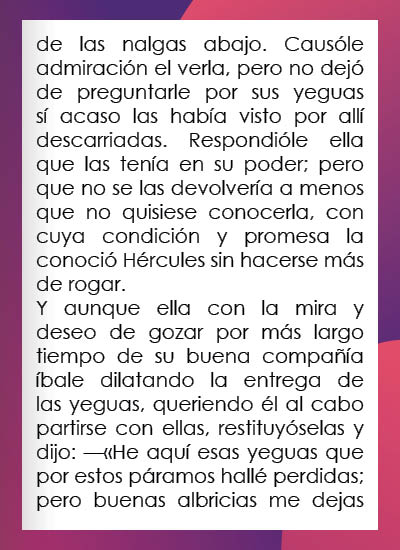 de las nalgas abajo. Causóle
admiración el verla, pero no dejó
de preguntarle por sus yeguas
sí acaso las había visto por allí
descarriadas. Respondióle ella
que las tenía en su poder; pero
que no se las devolvería a menos
que no quisiese conocerla, con
cuya condición y promesa la
conoció Hércules sin hacerse más
de rogar.
Y aunque ella con la mira y
deseo de gozar por más largo
tiempo de su buena compañía
íbale dilatando la entrega de
las yeguas, queriendo él al cabo
partirse con ellas, restituyóselas y
dijo: —«He aquí esas yeguas que
por estos páramos hallé perdidas;
pero buenas albricias me dejas